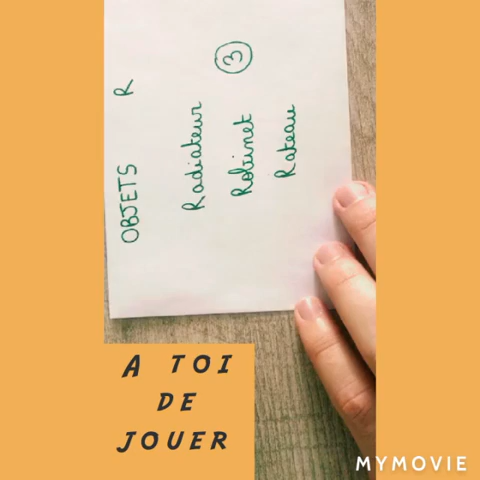 OBJETS R
Radiateur
Robinet ③
Rateau
A TOI
DE
JOUER
MYMOVIE